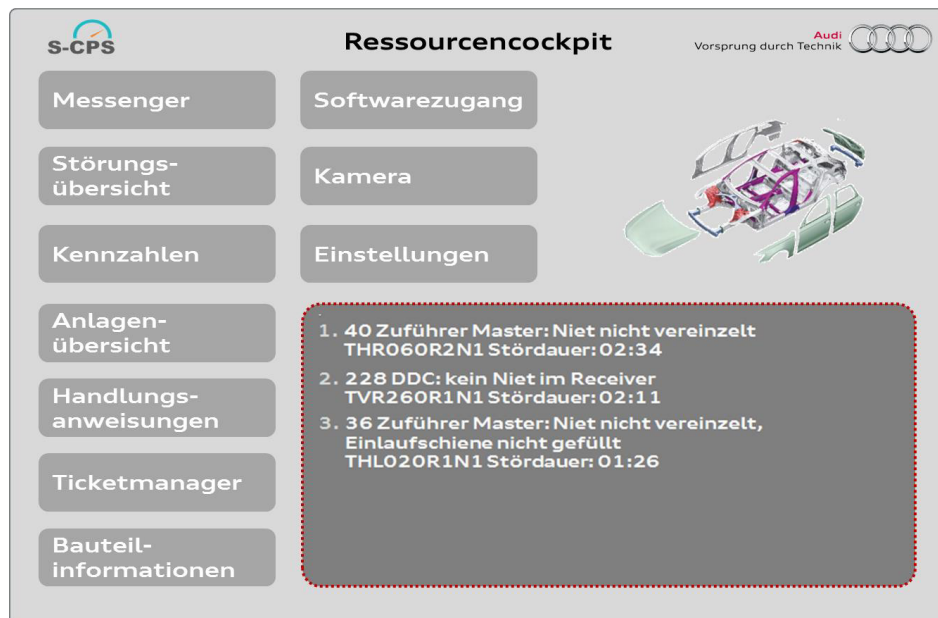 S-CPS
Ressourcencockpit
Audi
Vorsprung durch Technik
Messenger
Softwarezugang
Störungs-
übersicht
Kamera
Kennzahlen
Einstellungen
Anlagen-
übersicht
Handlungs-
anweisungen
Ticketmanager
Bauteil-
informationen
1. 40 Zuführer Master: Niet nicht vereinzelt
THR060R2N1 Stördauer: 02:34
2. 228 DDC: kein Niet im Receiver
TVR260R1N1 Stördauer: 02:11
3. 36 Zuführer Master: Niet nicht vereinzelt,
Einlaufschiene nicht gefüllt
THL020R1N1 Stördauer: 01:26